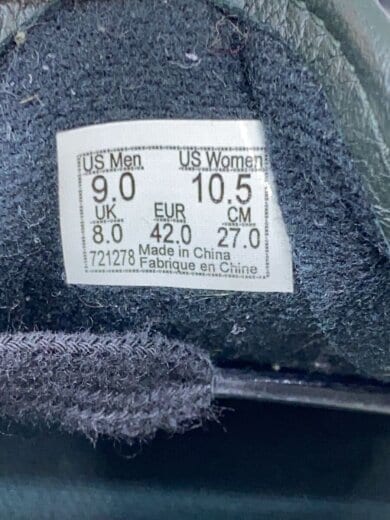 US Men US Women
9.0 10.5
UK EUR CM
8.0 42.0 27.0
721278 Made in China
Fabrique en Chine